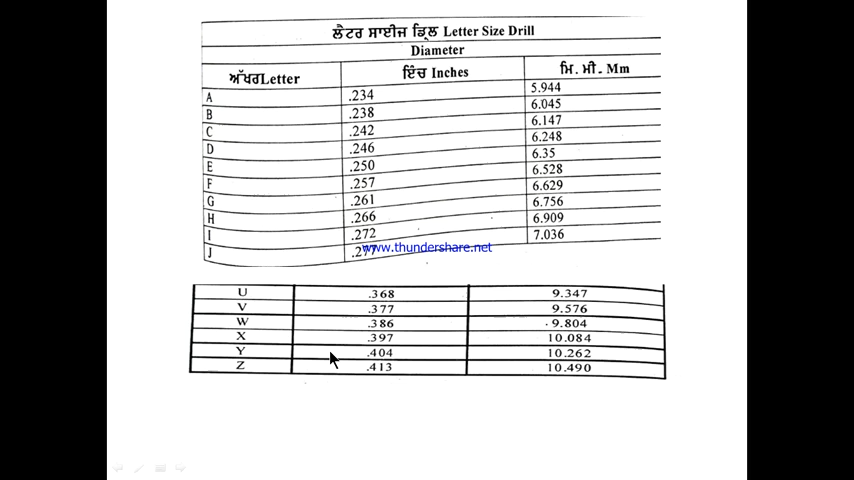 ਲੈਟਰ ਸਾਈਜ ਡ੍ਰਿਲ Letter Size Drill
Diameter
ਅੱਖਰLetter ਇੰਚ Inches ਮਿ. ਮੀ. Mm
A .234 5.944
B .238 6.045
C .242 6.147
D .246 6.248
E .250 6.35
F .257 6.528
G .261 6.629
H .266 6.756
I .272 6.909
J .277 7.036
www.thundershare.net
U .368 9.347
V .377 9.576
W .386 9.804
X .397 10.084
Y .404 10.262
Z .413 10.490